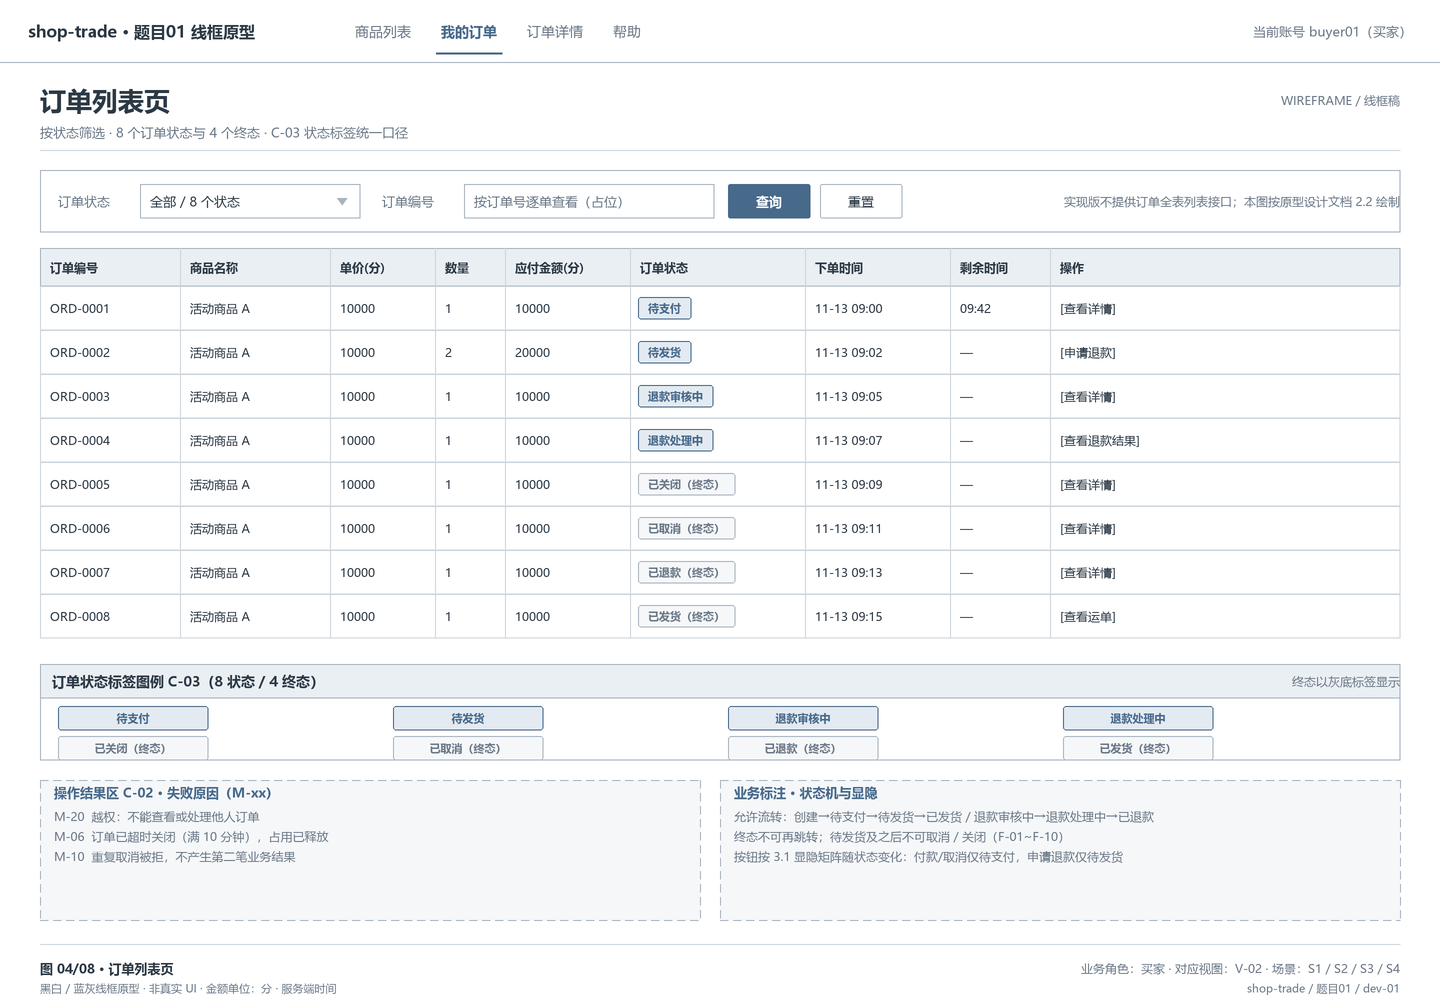 shop-trade • 题目01 线框原型 商品列表 我的订单 订单详情 帮助 当前账号 buyer01（买家）
订单列表页 WIREFRAME / 线框稿
按状态筛选 · 8 个订单状态与 4 个终态 · C-03 状态标签统一口径
订单状态 全部 / 8 个状态 订单编号 按订单号逐单查看（占位） 查询 重置 实现版不提供订单全表列表接口；本图按原型设计文档 2.2 绘制
订单编号 商品名称 单价(分) 数量 应付金额(分) 订单状态 下单时间 剩余时间 操作
ORD-0001 活动商品 A 10000 1 10000 待支付 11-13 09:00 09:42 [查看详情]
ORD-0002 活动商品 A 10000 2 20000 待发货 11-13 09:02 — [申请退款]
ORD-0003 活动商品 A 10000 1 10000 退款审核中 11-13 09:05 — [查看详情]
ORD-0004 活动商品 A 10000 1 10000 退款处理中 11-13 09:07 — [查看退款结果]
ORD-0005 活动商品 A 10000 1 10000 已关闭（终态） 11-13 09:09 — [查看详情]
ORD-0006 活动商品 A 10000 1 10000 已取消（终态） 11-13 09:11 — [查看详情]
ORD-0007 活动商品 A 10000 1 10000 已退款（终态） 11-13 09:13 — [查看详情]
ORD-0008 活动商品 A 10000 1 10000 已发货（终态） 11-13 09:15 — [查看运单]
订单状态标签图例 C-03（8 状态 / 4 终态） 终态以灰底标签显示
待支付 待发货 退款审核中 退款处理中
已关闭（终态） 已取消（终态） 已退款（终态） 已发货（终态）
操作结果区 C-02 • 失败原因（M-xx）
M-20 越权：不能查看或处理他人订单
M-06 订单已超时关闭（满 10 分钟），占用已释放
M-10 重复取消被拒，不产生第二笔业务结果
业务标注 • 状态机与显隐
允许流转：创建→待支付→待发货→已发货 / 退款审核中→退款处理中→已退款
终态不可再跳转；待发货及之后不可取消 / 关闭（F-01~F-10）
按钮按 3.1 显隐矩阵随状态变化：付款/取消仅待支付，申请退款仅待发货
图 04/08 • 订单列表页 业务角色：买家 · 对应视图：V-02 · 场景：S1 / S2 / S3 / S4
黑白 / 蓝灰线框原型 · 非真实 UI · 金额单位：分 · 服务端时间 shop-trade / 题目01 / dev-01